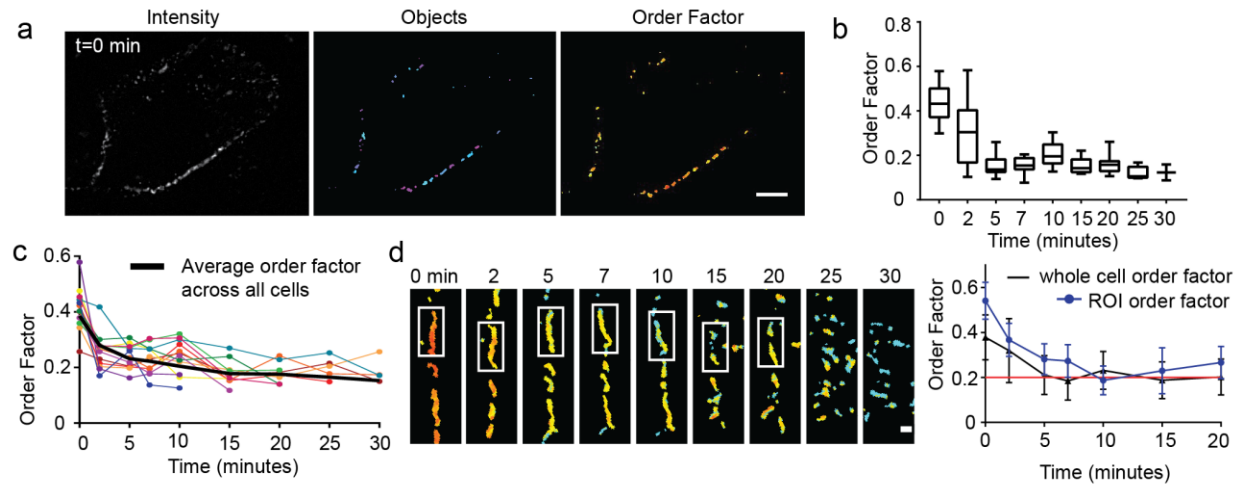 a
Intensity
Objects
Order Factor
t=0 min
b
Order Factor
0.8
0.6
0.4
0.2
0
0 2 5 7 10 15 20 25 30
Time (minutes)
c
Order Factor
0.6
0.4
0.2
0
Average order factor
across all cells
0 5 10 15 20 25 30
Time (minutes)
d
0 min 2 5 7 10 15 20 25 30
Order Factor
0.6
0.4
0.2
0
whole cell order factor
ROI order factor
0 5 10 15 20
Time (minutes)